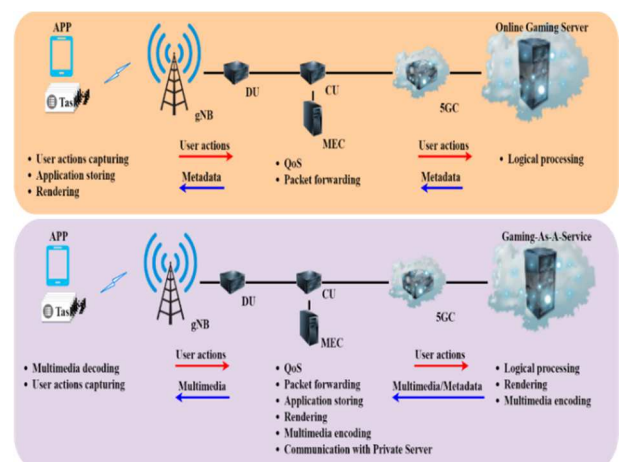 APP
Online Gaming Server
Tas
gNB
DU
CU
5GC
MEC
User actions
Metadata
User actions
Metadata
• User actions capturing
• Application storing
• Rendering
• QoS
• Packet forwarding
• Logical processing
APP
Gaming-As-A-Service
Tas
gNB
DU
CU
5GC
MEC
User actions
Multimedia
User actions
Multimedia/Metadata
• Multimedia decoding
• User actions capturing
• QoS
• Packet forwarding
• Application storing
• Rendering
• Multimedia encoding
• Communication with Private Server
• Logical processing
• Rendering
• Multimedia encoding